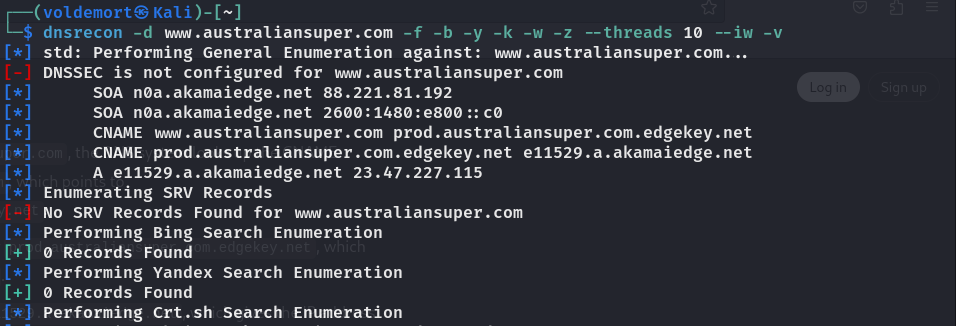 ┌──(voldemort㉿Kali)-[~]
└─$ dnsrecon -d www.australiansuper.com -f -b -y -k -w -z --threads 10 --iw -v
[*] std: Performing General Enumeration against: www.australiansuper.com...
[-] DNSSEC is not configured for www.australiansuper.com
[*] SOA n0a.akamaiedge.net 88.221.81.192
[*] SOA n0a.akamaiedge.net 2600:1480:e800::c0
[*] CNAME www.australiansuper.com prod.australiansuper.com.edgekey.net
[*] CNAME prod.australiansuper.com.edgekey.net e11529.a.akamaiedge.net
[*] A e11529.a.akamaiedge.net 23.47.227.115
[*] Enumerating SRV Records
[-] No SRV Records Found for www.australiansuper.com
[*] Performing Bing Search Enumeration
[+] 0 Records Found
[*] Performing Yandex Search Enumeration
[+] 0 Records Found
[*] Performing Crt.sh Search Enumeration
Log in
Sign up
which points to
, which